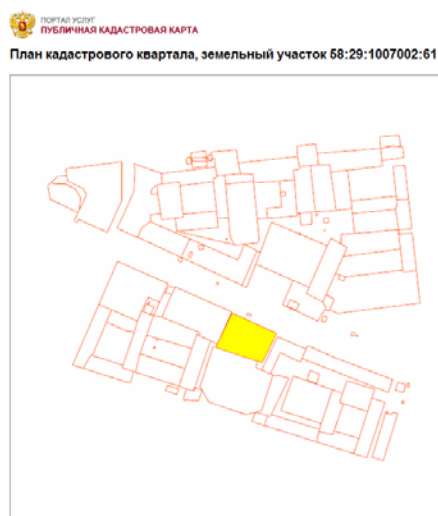 ПОРТАЛ УСЛУГ
ПУБЛИЧНАЯ КАДАСТРОВАЯ КАРТА
План кадастрового квартала, земельный участок 58:29:1007002:61